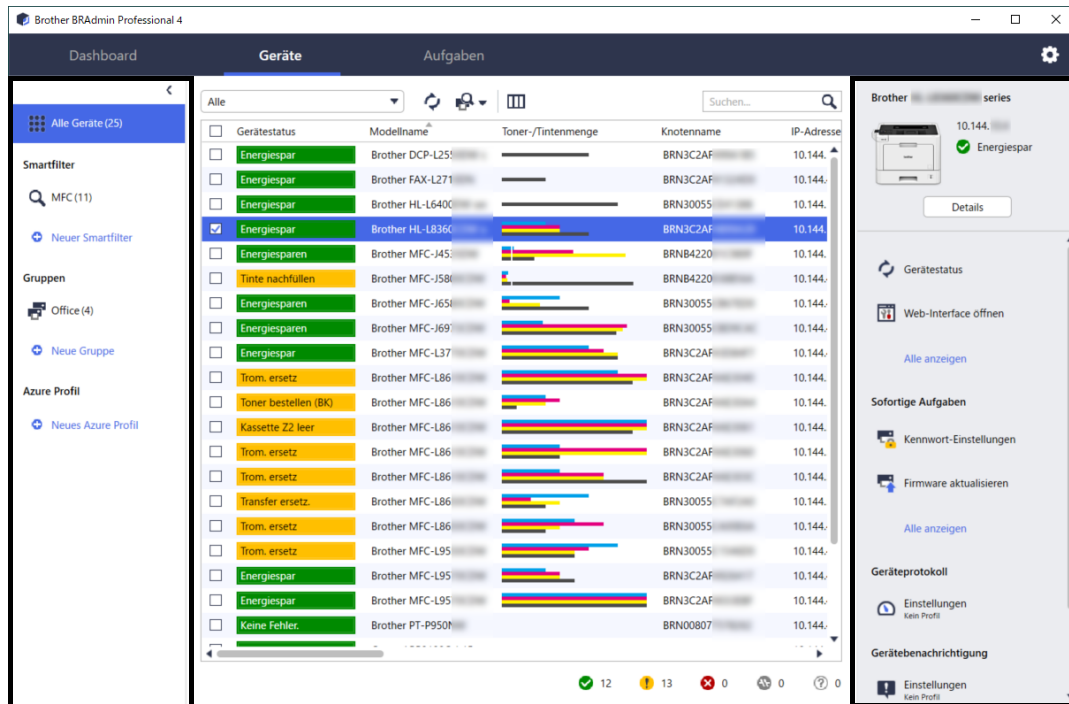 Brother BRAdmin Professional 4
Dashboard Geräte Aufgaben
Alle Geräte (25)
Smartfilter
MFC (11)
Neuer Smartfilter
Gruppen
Office (4)
Neue Gruppe
Azure Profil
Neues Azure Profil
Alle Suchen...
Gerätestatus Modellname Toner-/Tintenmenge Knotenname IP-Adresse
Energiespar Brother DCP-L25 BRN3C2AF 10.144.
Energiespar Brother FAX-L271 BRN3C2AF 10.144.
Energiespar Brother HL-L6400 BRN30055 10.144.
Energiespar Brother HL-L8360 BRN3C2AF 10.144.
Energiesparen Brother MFC-J45 BRNB4220 10.144.
Tinte nachfüllen Brother MFC-J58 BRNB4220 10.144.
Energiesparen Brother MFC-J65 BRN30055 10.144.
Energiesparen Brother MFC-J69 BRN30055 10.144.
Energiespar Brother MFC-L37 BRN3C2AF 10.144.
Trom. ersetz Brother MFC-L86 BRN3C2AF 10.144.
Toner bestellen (BK) Brother MFC-L86 BRN3C2AF 10.144.
Kassette Z2 leer Brother MFC-L86 BRN3C2AF 10.144.
Trom. ersetz Brother MFC-L86 BRN3C2AF 10.144.
Trom. ersetz Brother MFC-L86 BRN3C2AF 10.144.
Transfer ersetz. Brother MFC-L86 BRN30055 10.144.
Trom. ersetz Brother MFC-L86 BRN30055 10.144.
Trom. ersetz Brother MFC-L95 BRN30055 10.144.
Energiespar Brother MFC-L95 BRN3C2AF 10.144.
Energiespar Brother MFC-L95 BRN3C2AF 10.144.
Keine Fehler. Brother PT-P950 BRN00807 10.144.
12 13 0 0 0
Brother series
10.144.
Energiespar
Details
Gerätestatus
Web-Interface öffnen
Alle anzeigen
Sofortige Aufgaben
Kennwort-Einstellungen
Firmware aktualisieren
Alle anzeigen
Geräteprotokoll
Einstellungen
Kein Profil
Gerätebenachrichtigung
Einstellungen
Kein Profil